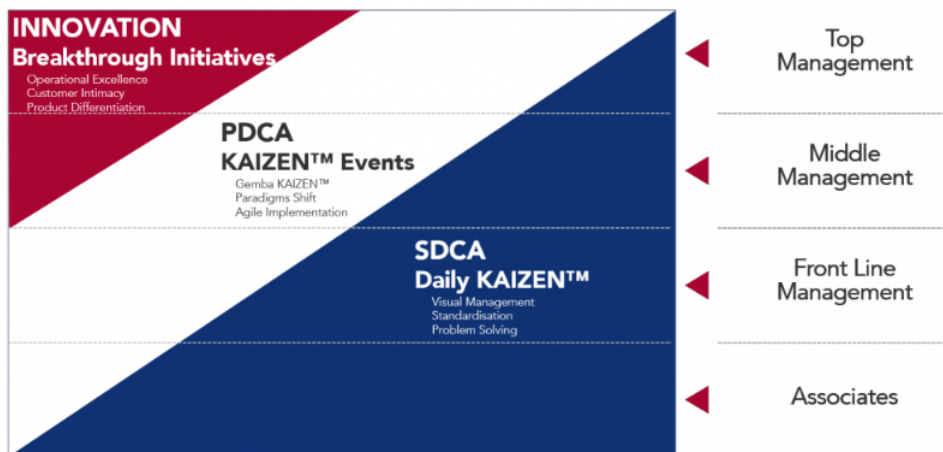 INNOVATION
Breakthrough Initiatives
Operational Excellence
Customer Intimacy
Product Differentiation
PDCA
KAIZEN™ Events
Gemba KAIZEN™
Paradigms Shift
Agile Implementation
SDCA
Daily KAIZEN™
Visual Management
Standardisation
Problem Solving
Top
Management
Middle
Management
Front Line
Management
Associates